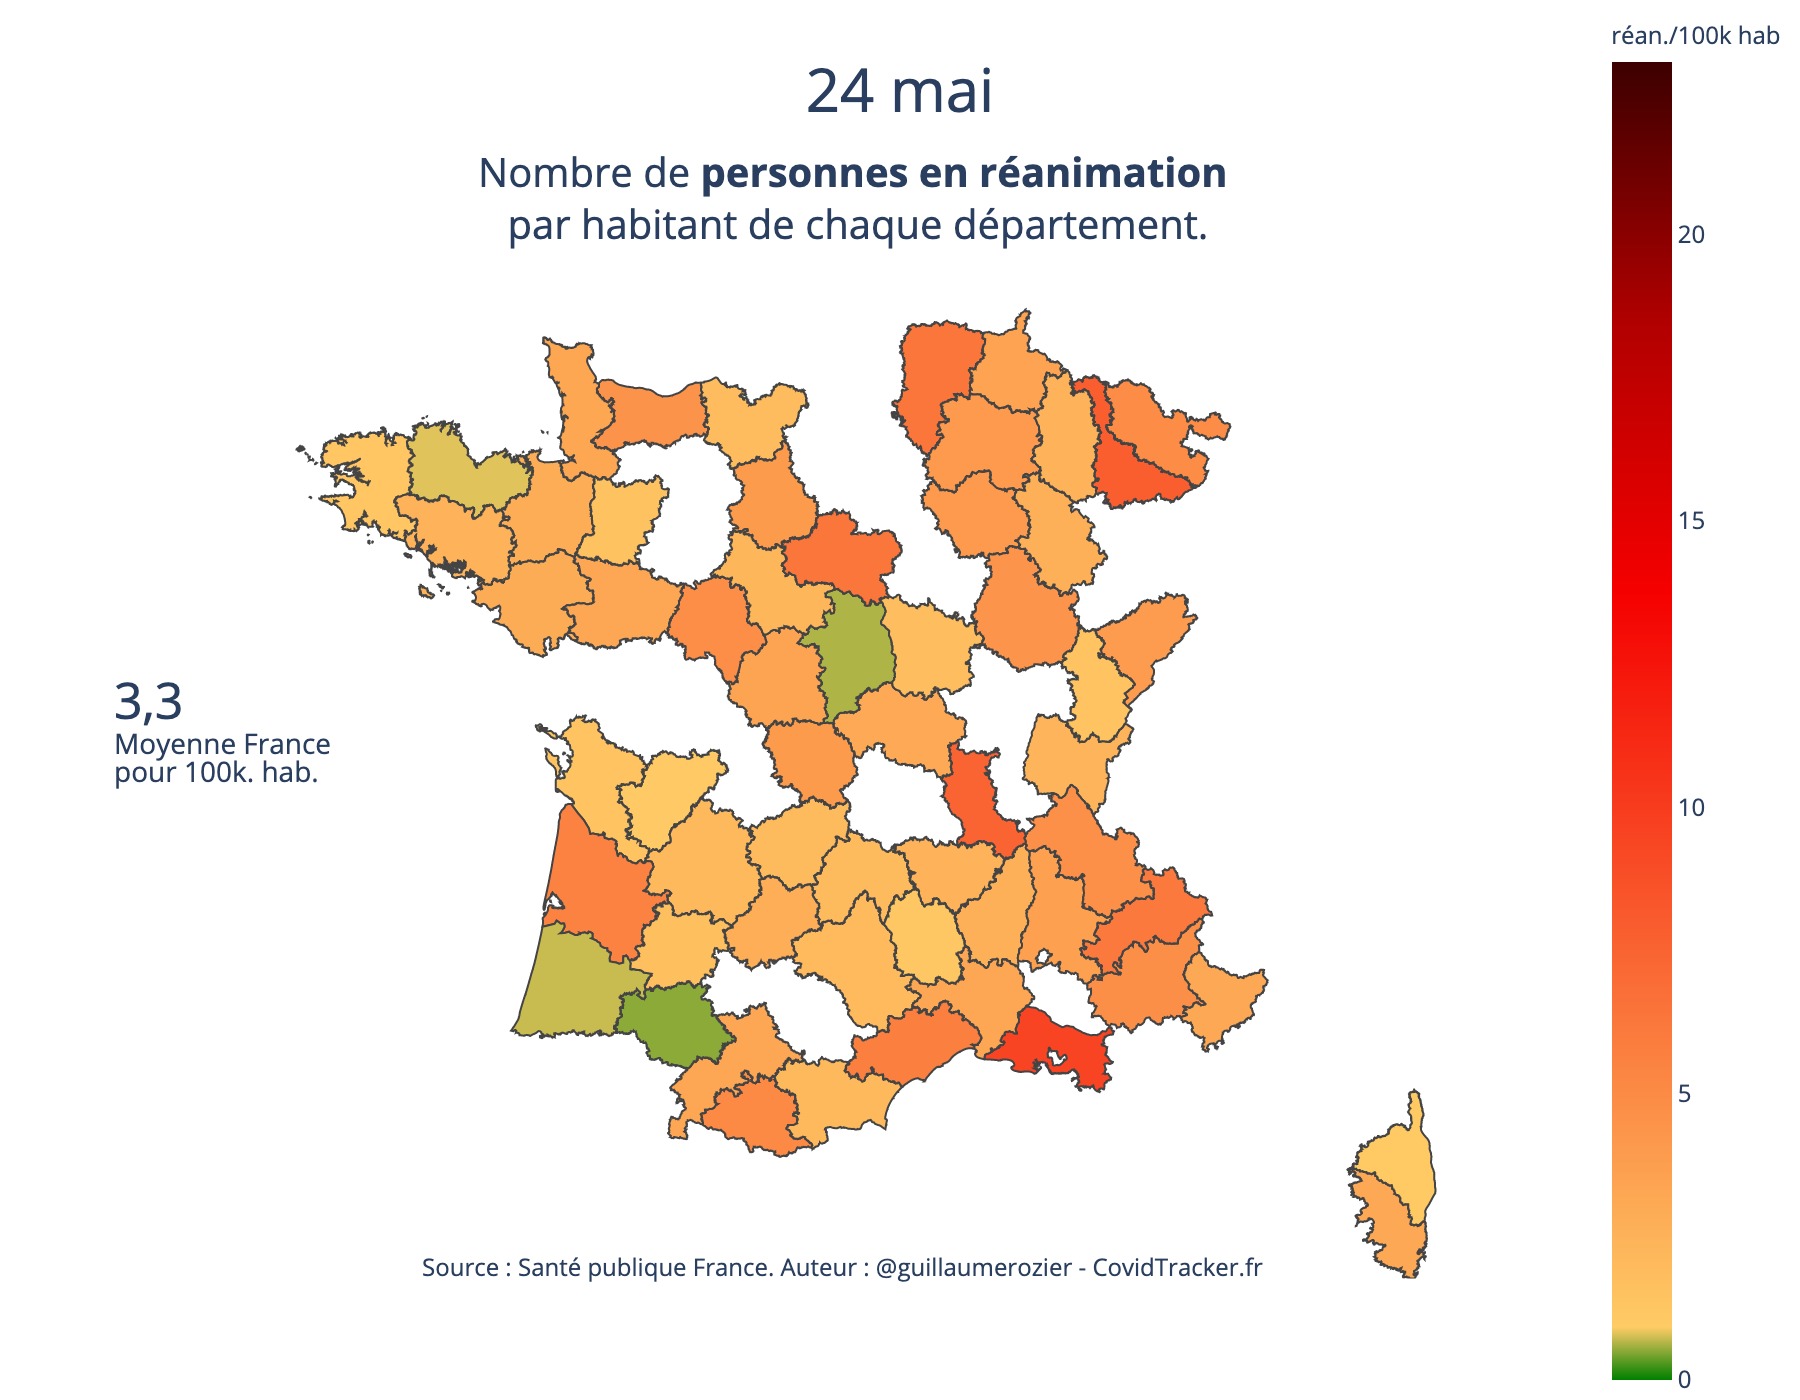 réan./100k hab
24 mai
Nombre de personnes en réanimation
par habitant de chaque département.
20
15
3,3
Moyenne France
pour 100k. hab.
10
5
Source : Santé publique France. Auteur : @guillaumerozier - CovidTracker.fr
0